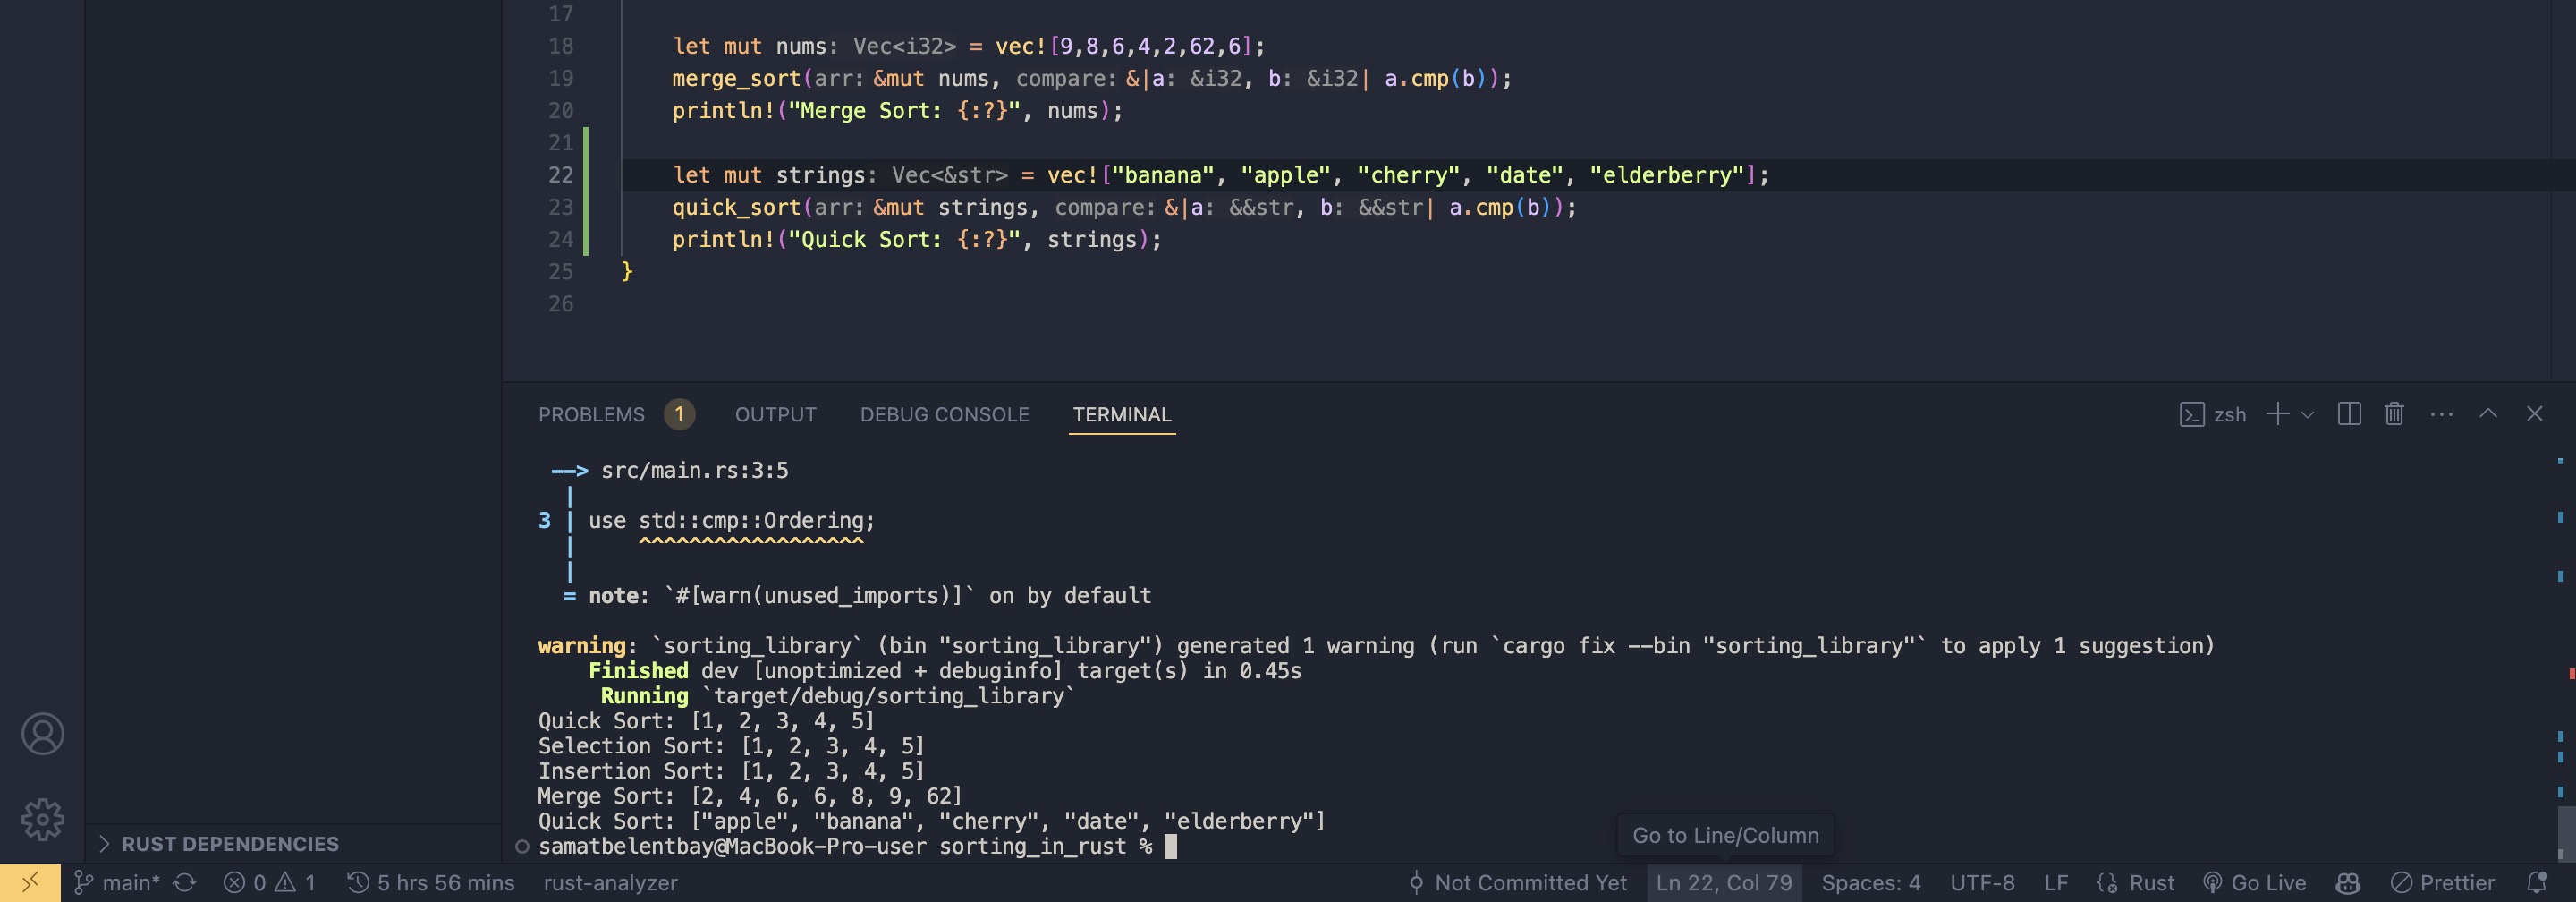 17
18 let mut nums: Vec<i32> = vec![9,8,6,4,2,62,6];
19 merge_sort(arr: &mut nums, compare: &|a: &i32, b: &i32| a.cmp(b));
20 println!("Merge Sort: {:?}", nums);
21
22 let mut strings: Vec<&str> = vec!["banana", "apple", "cherry", "date", "elderberry"];
23 quick_sort(arr: &mut strings, compare: &|a: &&str, b: &&str| a.cmp(b));
24 println!("Quick Sort: {:?}", strings);
25 }
26
PROBLEMS 1 OUTPUT DEBUG CONSOLE TERMINAL zsh
--> src/main.rs:3:5
|
3 | use std::cmp::Ordering;
| ^^^^^^^^^^^^^^^^^^
|
= note: `#[warn(unused_imports)]` on by default
warning: `sorting_library` (bin "sorting_library") generated 1 warning (run `cargo fix --bin "sorting_library"` to apply 1 suggestion)
Finished dev [unoptimized + debuginfo] target(s) in 0.45s
Running `target/debug/sorting_library`
Quick Sort: [1, 2, 3, 4, 5]
Selection Sort: [1, 2, 3, 4, 5]
Insertion Sort: [1, 2, 3, 4, 5]
Merge Sort: [2, 4, 6, 6, 8, 9, 62]
Quick Sort: ["apple", "banana", "cherry", "date", "elderberry"]
samatbelentbay@MacBook-Pro-user sorting_in_rust %
Go to Line/Column
RUST DEPENDENCIES
main* 0 1 5 hrs 56 mins rust-analyzer Not Committed Yet Ln 22, Col 79 Spaces: 4 UTF-8 LF Rust Go Live Prettier